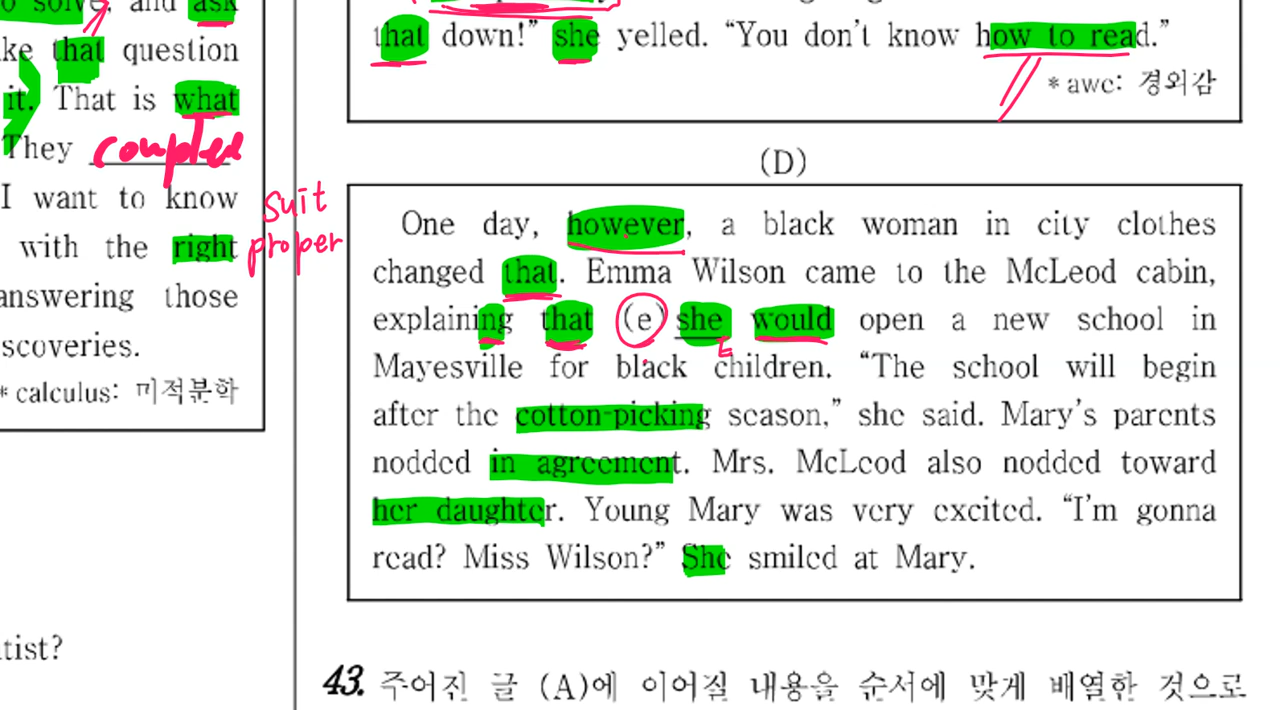 to solve, and ask
ke that question
it. That is what
They coupled
I want to know
with the right
answering those
scoveries.
* calculus: 미적분학
tist?
suit
proper
that down!” she yelled. “You don’t know how to read.”
* awe: 경외감
(D)
One day, however, a black woman in city clothes
changed that. Emma Wilson came to the McLeod cabin,
explaining that (e) she would open a new school in
Mayesville for black children. “The school will begin
after the cotton-picking season,” she said. Mary’s parents
nodded in agreement. Mrs. McLeod also nodded toward
her daughter. Young Mary was very excited. “I’m gonna
read? Miss Wilson?” She smiled at Mary.
43. 주어진 글 (A)에 이어질 내용을 순서에 맞게 배열한 것으로